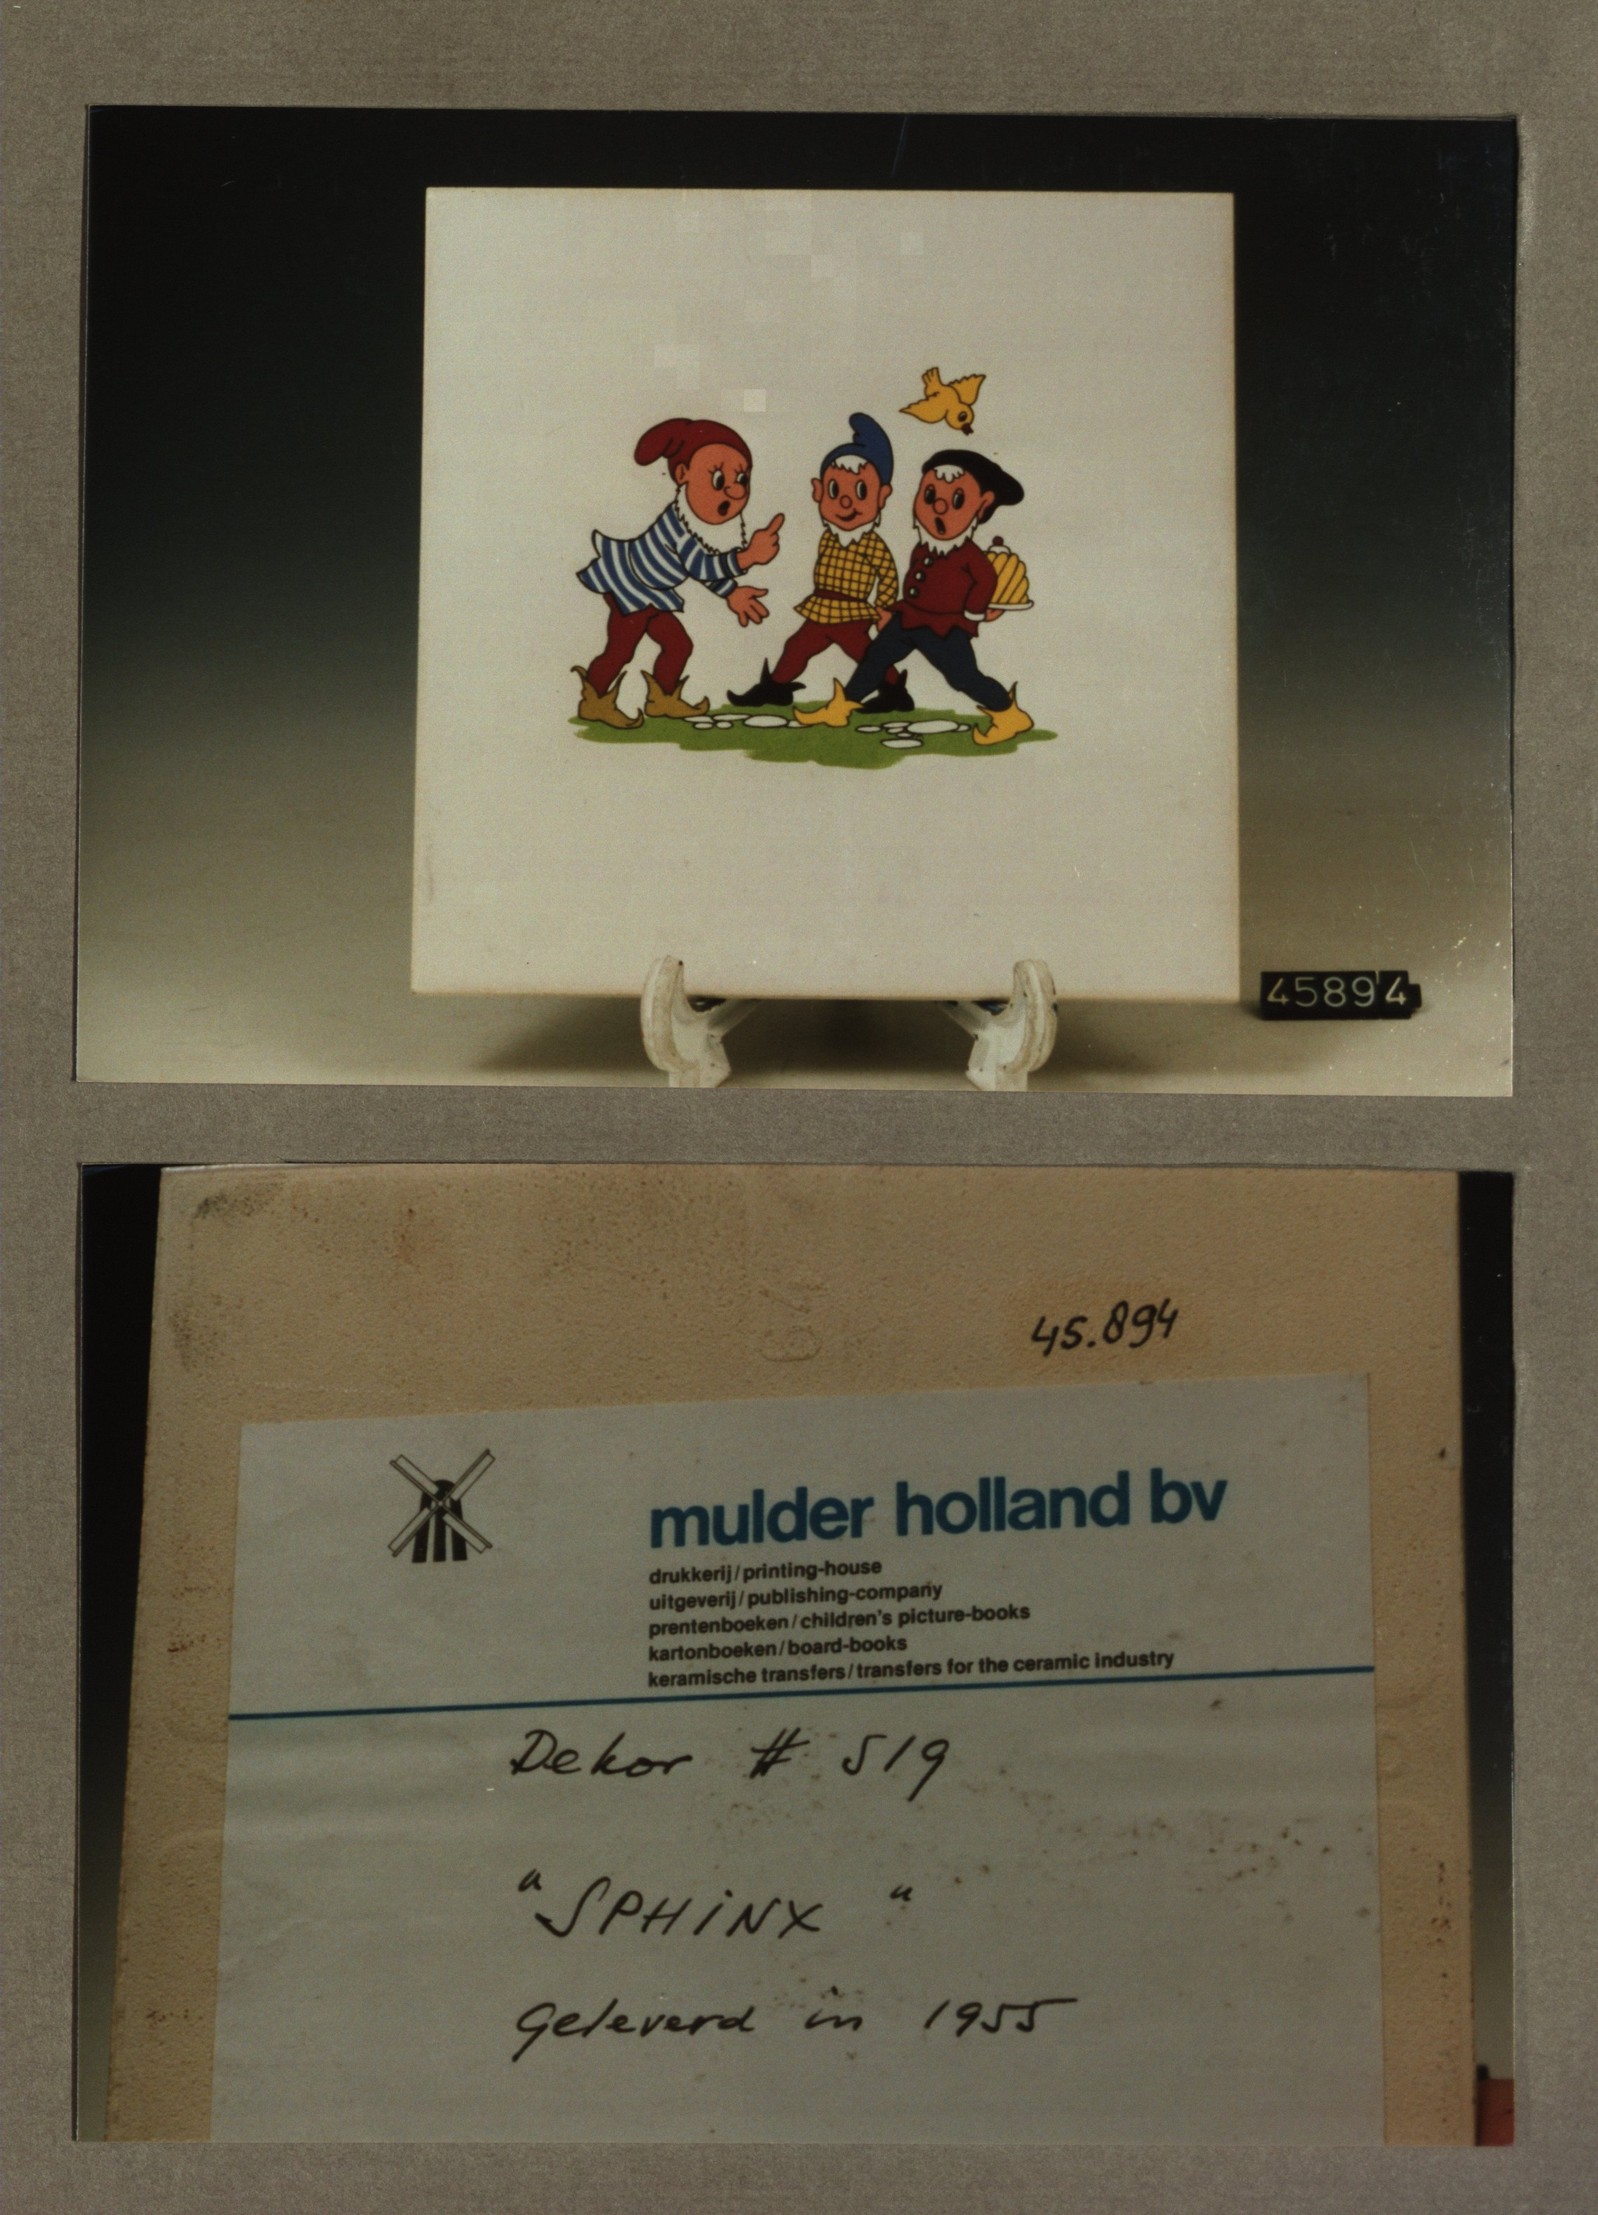 45894
45.894
mulder holland bv
drukkerij/printing-house
uitgeverij/publishing-company
prentenboeken/children's picture-books
kartonboeken/board-books
keramische transfers/transfers for the ceramic industry
Dekor # 519
"SPHiNX"
Geleverd in 1955